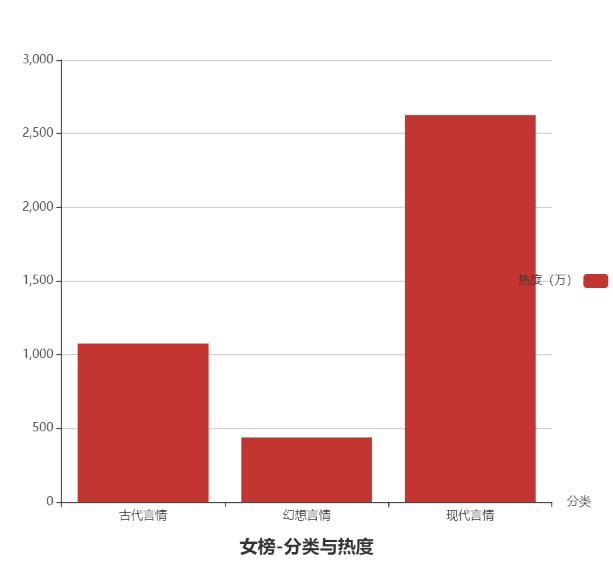 3,000
2,500
2,000
1,500
1,000
500
0
热度（万）
古代言情
幻想言情
现代言情
分类
女榜-分类与热度